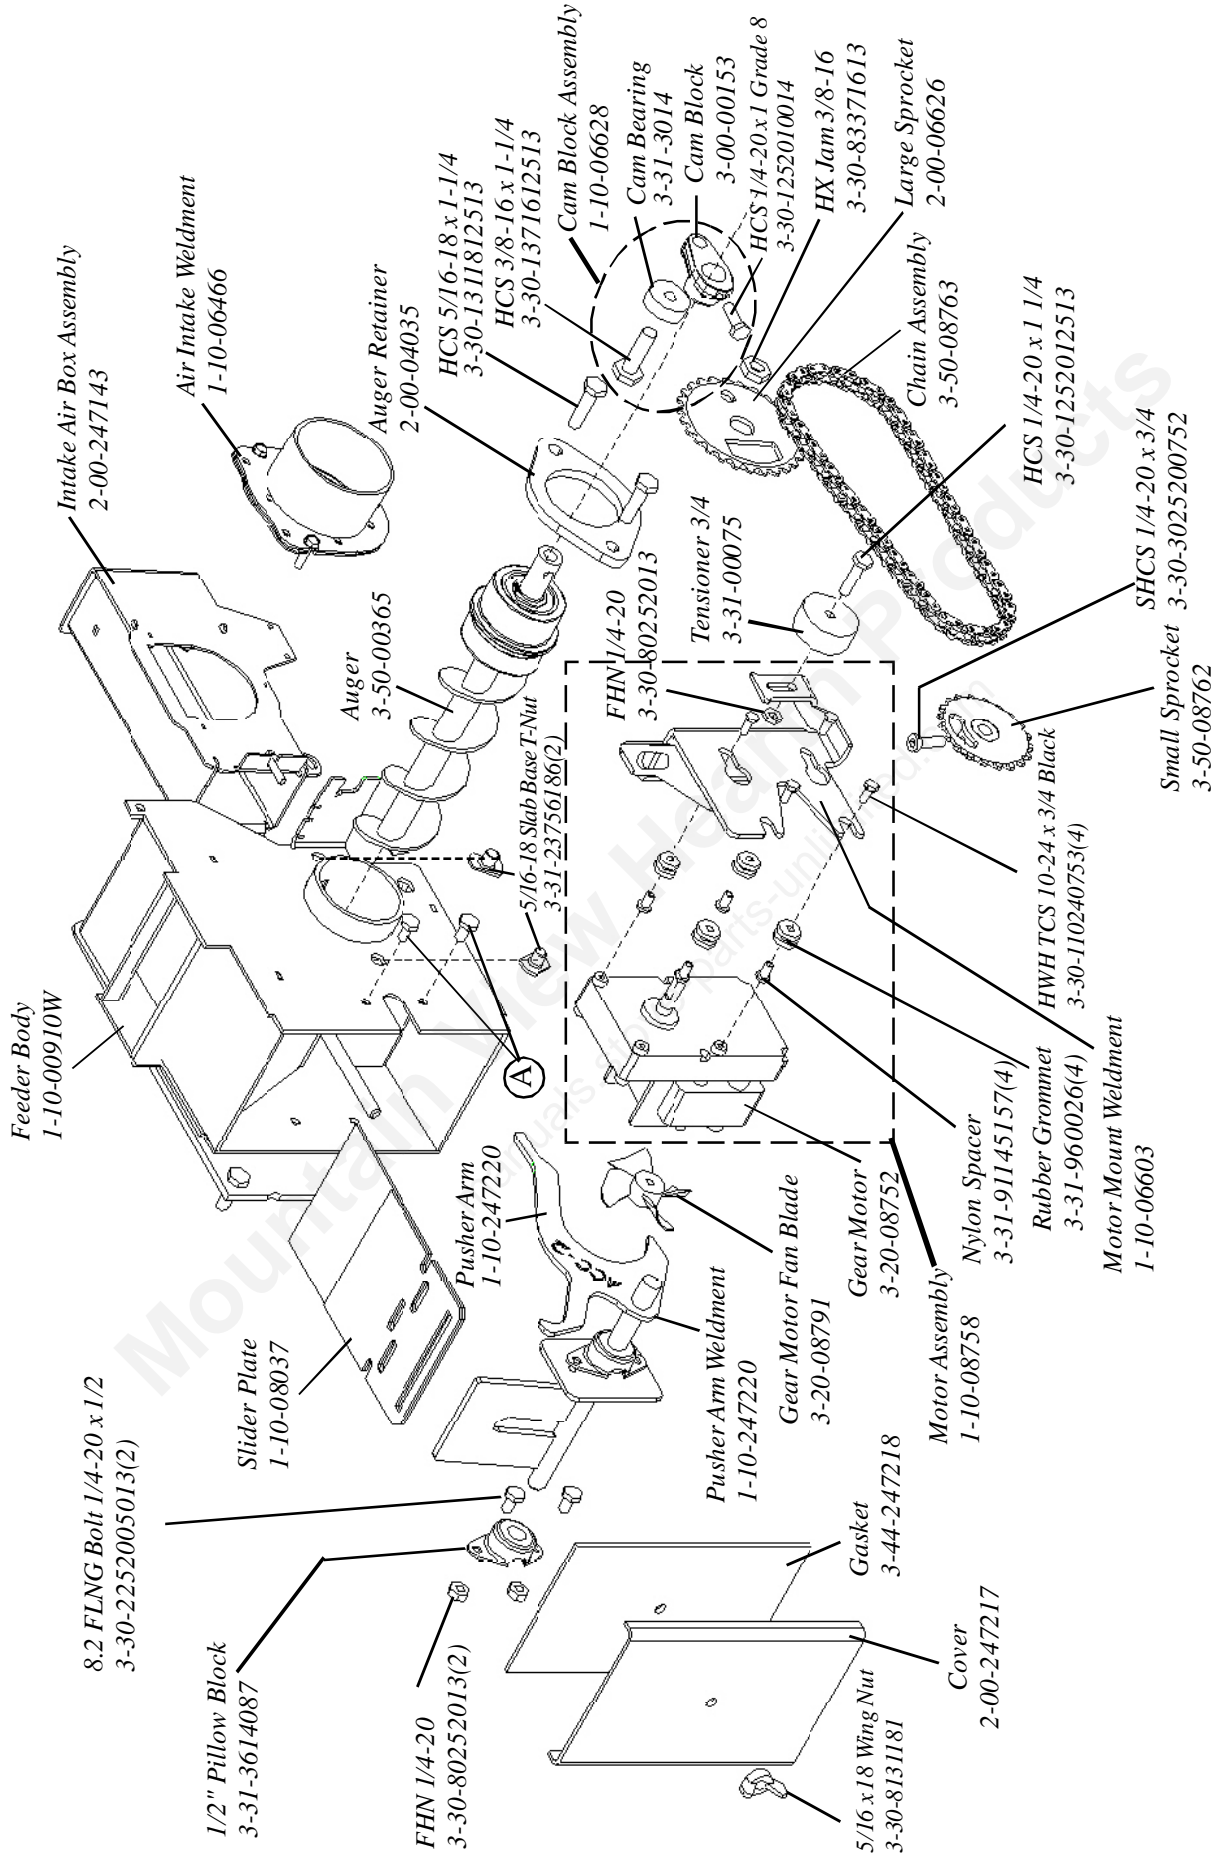 Intake Air Box Assembly
2-00-247143
Air Intake Weldment
1-10-06466
Auger Retainer
2-00-04035
HCS 5/16-18 x 1-1/4
3-30-1311812513
HCS 3/8-16 x 1-1/4
3-30-1371612513
Cam Block Assembly
1-10-06628
Cam Bearing
3-31-3014
Cam Block
3-00-00153
HCS 1/4-20 x 1 Grade 8
3-30-1252010014
HX Jam 3/8-16
3-30-83371613
Large Sprocket
2-00-06626
Chain Assembly
3-50-08763
HCS 1/4-20 x 1 1/4
3-30-1252012513
SHCS 1/4-20 x 3/4
3-30-3025200752
Small Sprocket
3-50-08762
Feeder Body
1-10-00910W
Auger
3-50-00365
5/16-18 Slab Base T-Nut
3-31-23756186(2)
FHN 1/4-20
3-30-80252013
Tensioner 3/4
3-31-00075
A
HWH TCS 10-24 x 3/4 Black
3-30-110240753(4)
Motor Mount Weldment
1-10-06603
Rubber Grommet
3-31-960026(4)
Nylon Spacer
3-31-91145157(4)
Motor Assembly
1-10-08758
Gear Motor
3-20-08752
Gear Motor Fan Blade
3-20-08791
Pusher Arm
1-10-247220
Pusher Arm Weldment
1-10-247220
Slider Plate
1-10-08037
8.2 FLNG Bolt 1/4-20 x 1/2
3-30-2252005013(2)
1/2" Pillow Block
3-31-3614087
FHN 1/4-20
3-30-80252013(2)
Gasket
3-44-247218
Cover
2-00-247217
5/16 x 18 Wing Nut
3-30-8131181
Mountain View Hearth Products